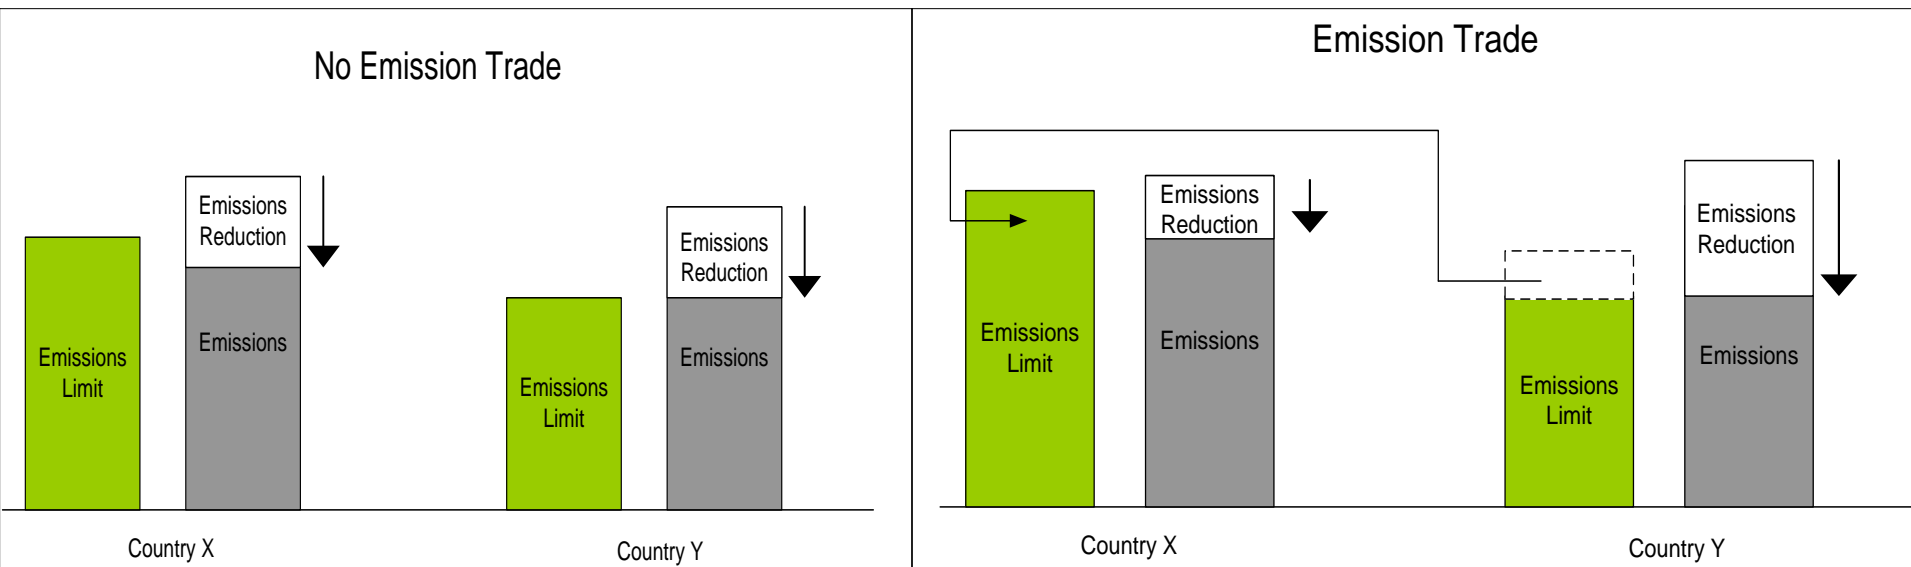 No Emission Trade
Emissions
Reduction
Emissions
Limit
Emissions
Emissions
Reduction
Emissions
Limit
Emissions
Country X
Country Y
Emission Trade
Emissions
Reduction
Emissions
Limit
Emissions
Emissions
Reduction
Emissions
Limit
Emissions
Country X
Country Y